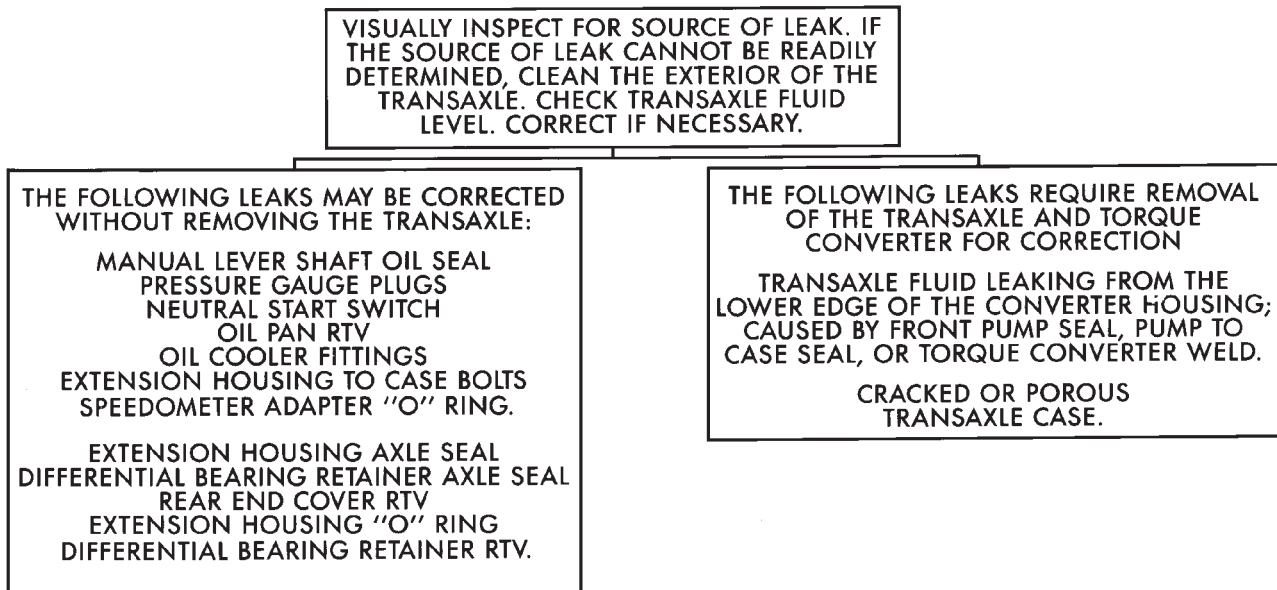 VISUALLY INSPECT FOR SOURCE OF LEAK. IF
THE SOURCE OF LEAK CANNOT BE READILY
DETERMINED, CLEAN THE EXTERIOR OF THE
TRANSAXLE. CHECK TRANSAXLE FLUID
LEVEL. CORRECT IF NECESSARY.
THE FOLLOWING LEAKS MAY BE CORRECTED
WITHOUT REMOVING THE TRANSAXLE:
MANUAL LEVER SHAFT OIL SEAL
PRESSURE GAUGE PLUGS
NEUTRAL START SWITCH
OIL PAN RTV
OIL COOLER FITTINGS
EXTENSION HOUSING TO CASE BOLTS
SPEEDOMETER ADAPTER "O" RING.
EXTENSION HOUSING AXLE SEAL
DIFFERENTIAL BEARING RETAINER AXLE SEAL
REAR END COVER RTV
EXTENSION HOUSING "O" RING
DIFFERENTIAL BEARING RETAINER RTV.
THE FOLLOWING LEAKS REQUIRE REMOVAL
OF THE TRANSAXLE AND TORQUE
CONVERTER FOR CORRECTION
TRANSAXLE FLUID LEAKING FROM THE
LOWER EDGE OF THE CONVERTER HOUSING;
CAUSED BY FRONT PUMP SEAL, PUMP TO
CASE SEAL, OR TORQUE CONVERTER WELD.
CRACKED OR POROUS
TRANSAXLE CASE.